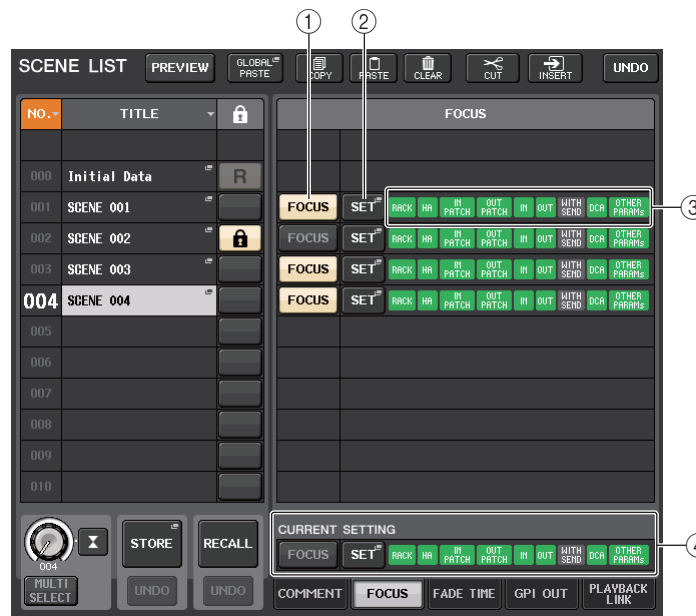 ① ②
SCENE LIST PREVIEW GLOBAL PASTE COPY PASTE CLEAR CUT INSERT UNDO
NO. TITLE FOCUS
000 Initial Data R
001 SCENE 001 FOCUS SET RACK HA IN PATCH OUT PATCH IN OUT WITH SEND DCA OTHER PARAMs ③
002 SCENE 002 FOCUS SET RACK HA IN PATCH OUT PATCH IN OUT WITH SEND DCA OTHER PARAMs
003 SCENE 003 FOCUS SET RACK HA IN PATCH OUT PATCH IN OUT WITH SEND DCA OTHER PARAMs
004 SCENE 004 FOCUS SET RACK HA IN PATCH OUT PATCH IN OUT WITH SEND DCA OTHER PARAMs
005
006
007
008
009
010
CURRENT SETTING
STORE RECALL FOCUS SET RACK HA IN PATCH OUT PATCH IN OUT WITH SEND DCA OTHER PARAMs ④
004
MULTI SELECT UNDO UNDO COMMENT FOCUS FADE TIME GPI OUT PLAYBACK LINK